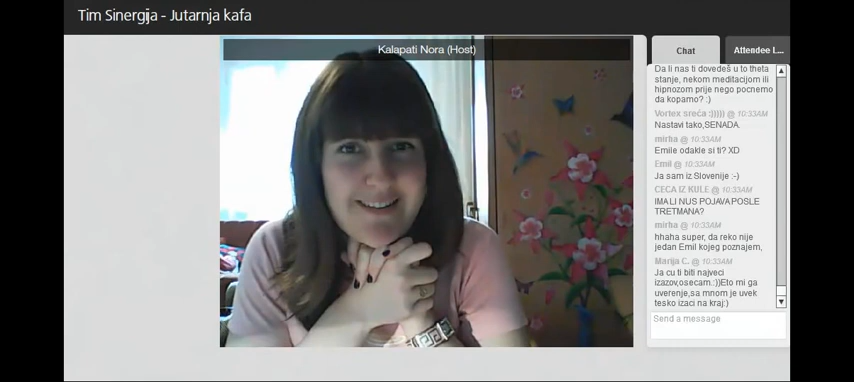 Tim Sinergija - Jutarnja kafa
Kalapati Nora (Host)
Chat
Attendee l...
Da li nas ti dovedeš u to theta
stanje, nekom meditacijom ili
hipnozom prije nego pocnemo
da kopamo? :)
Vortex sreća :))))) @ 10:33AM
Nastavi tako,SENADA.
mirha @ 10:33AM
Emile odakle si ti? XD
Emil @ 10:33AM
Ja sam iz Slovenije :-)
CECA IZ KULE @ 10:33AM
IMA LI NUS POJAVA POSLE
TRETMANA?
mirha @ 10:33AM
hhaha super, da reko nije
jedan Emil kojeg poznajem,
Marija C. @ 10:33AM
Ja cu ti biti najveci
izazov,osecam.:))Eto mi ga
uverenje,sa mnom je uvek
tesko izaci na kraj:)
Send a message